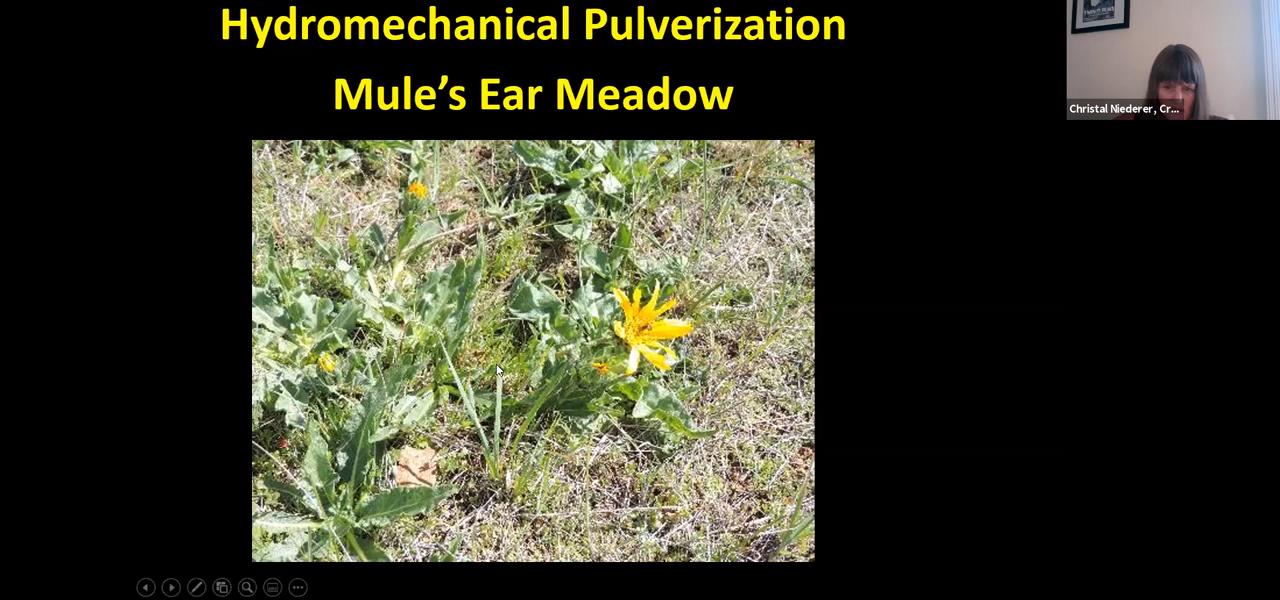 Hydromechanical Pulverization
Mule’s Ear Meadow
Christal Niederer, Cr...